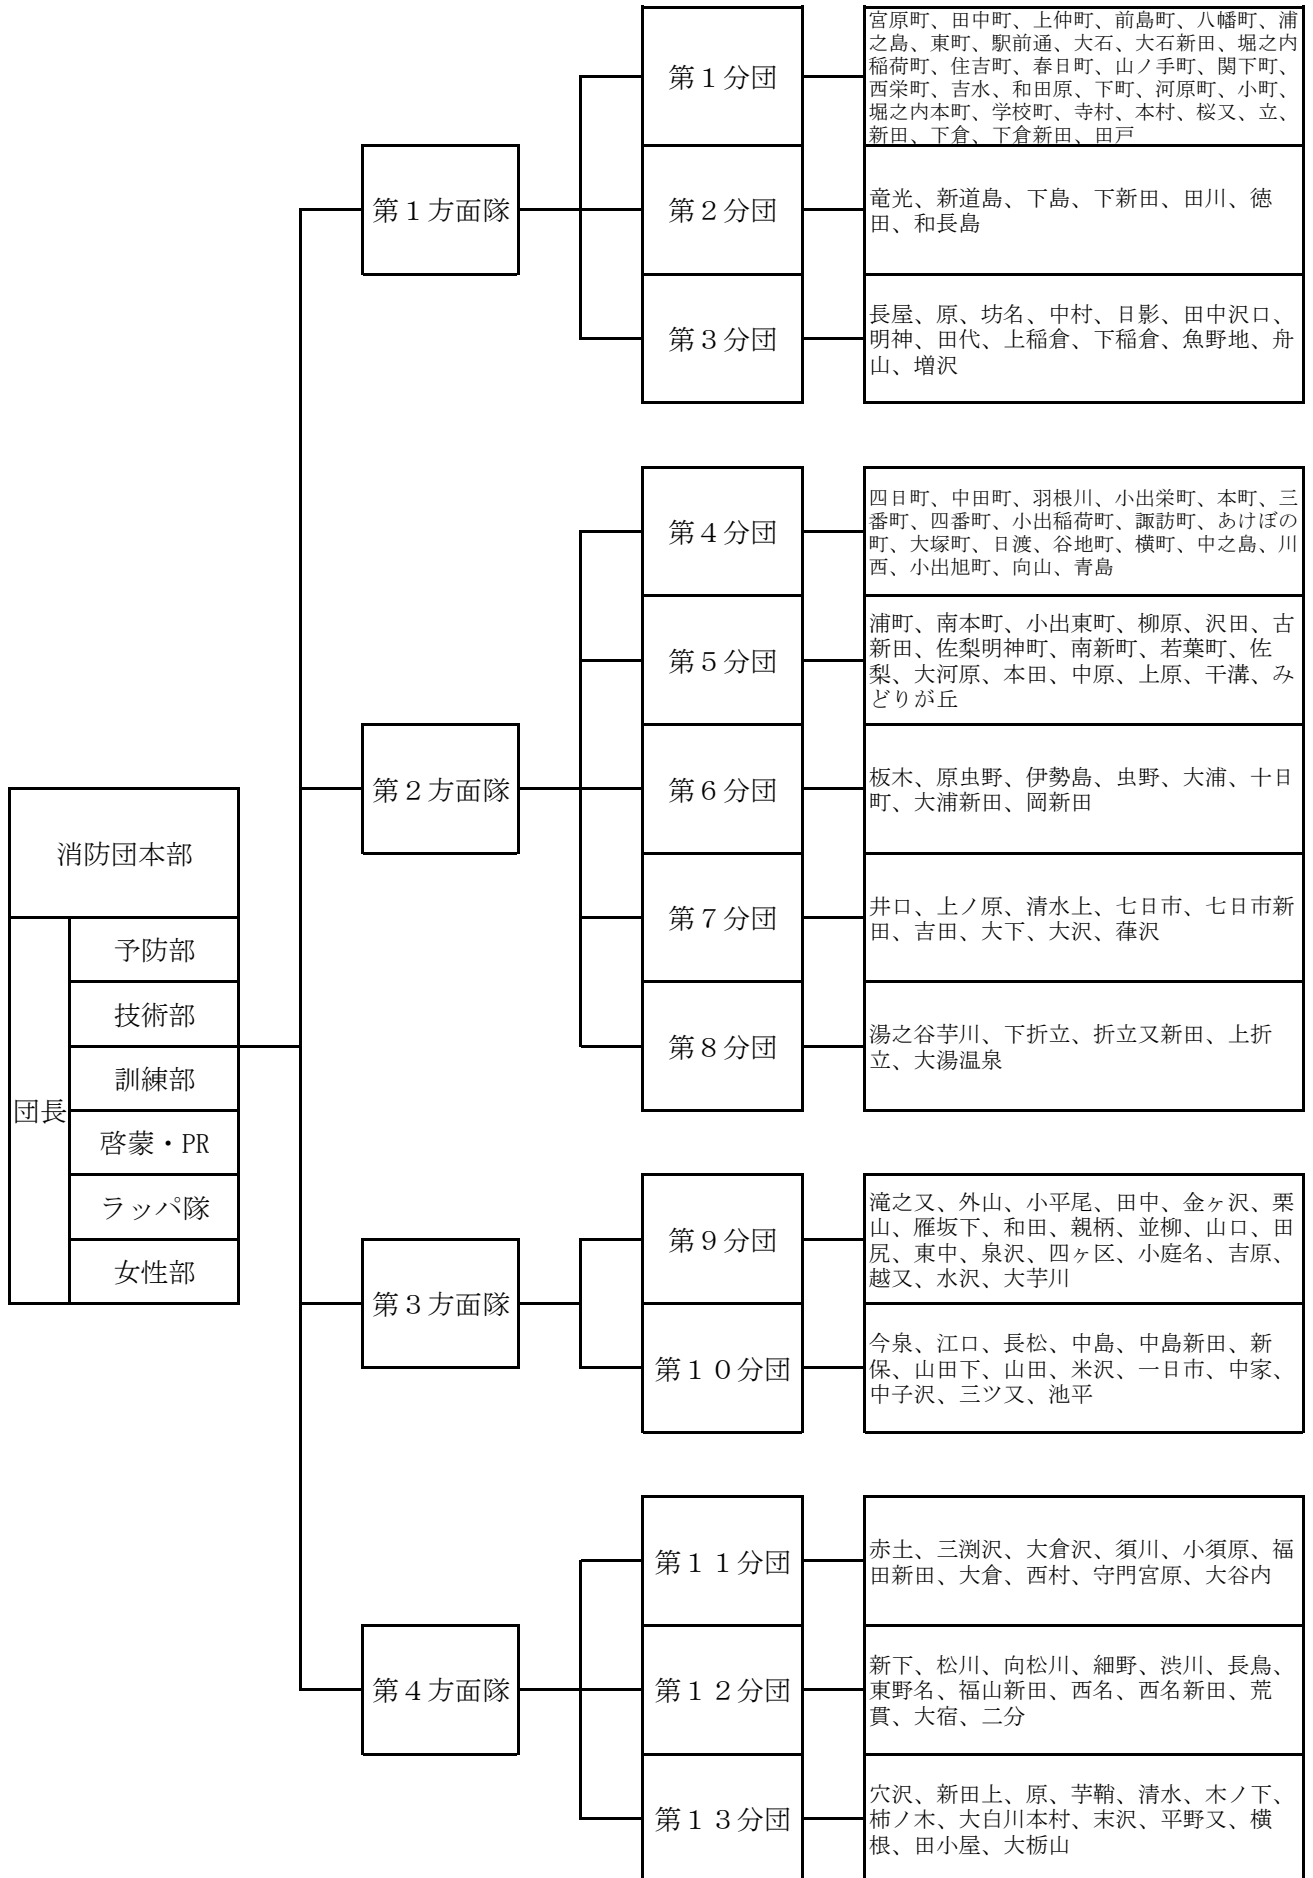 宮原町、田中町、上仲町、前島町、八幡町、浦
之島、東町、駅前通、大石、大石新田、堀之内
稲荷町、住吉町、春日町、山ノ手町、関下町、
西栄町、吉水、和田原、下町、河原町、小町、
堀之内本町、学校町、寺村、本村、桜又、立、
新田、下倉、下倉新田、田戸
第１分団
第１方面隊
第２分団
竜光、新道島、下島、下新田、田川、徳
田、和長島
第３分団
長屋、原、坊名、中村、日影、田中沢口、
明神、田代、上稲倉、下稲倉、魚野地、舟
山、増沢
第４分団
四日町、中田町、羽根川、小出栄町、本町、三
番町、四番町、小出稲荷町、諏訪町、あけぼの
町、大塚町、日渡、谷地町、横町、中之島、川
西、小出旭町、向山、青島
第５分団
浦町、南本町、小出東町、柳原、沢田、古
新田、佐梨明神町、南新町、若葉町、佐
梨、大河原、本田、中原、上原、干溝、み
どりが丘
第２方面隊
第６分団
板木、原虫野、伊勢島、虫野、大浦、十日
町、大浦新田、岡新田
第７分団
井口、上ノ原、清水上、七日市、七日市新
田、吉田、大下、大沢、葎沢
第８分団
湯之谷芋川、下折立、折立又新田、上折
立、大湯温泉
消防団本部
団長
予防部
技術部
訓練部
啓蒙・PR
ラッパ隊
女性部
第３方面隊
第９分団
滝之又、外山、小平尾、田中、金ヶ沢、栗
山、雁坂下、和田、親柄、並柳、山口、田
尻、東中、泉沢、四ヶ区、小庭名、吉原、
越又、水沢、大芋川
第１０分団
今泉、江口、長松、中島、中島新田、新
保、山田下、山田、米沢、一日市、中家、
中子沢、三ツ又、池平
第１１分団
赤土、三渕沢、大倉沢、須川、小須原、福
田新田、大倉、西村、守門宮原、大谷内
第４方面隊
第１２分団
新下、松川、向松川、細野、渋川、長鳥、
東野名、福山新田、西名、西名新田、荒
貫、大宿、二分
第１３分団
穴沢、新田上、原、芋鞘、清水、木ノ下、
柿ノ木、大白川本村、末沢、平野又、横
根、田小屋、大栃山